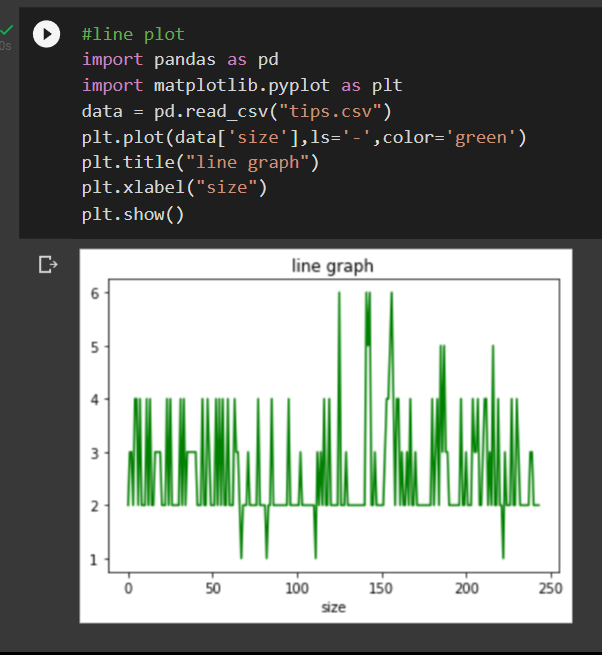 0s
#line plot
import pandas as pd
import matplotlib.pyplot as plt
data = pd.read_csv("tips.csv")
plt.plot(data['size'],ls='-',color='green')
plt.title("line graph")
plt.xlabel("size")
plt.show()
line graph
6
5
4
3
2
1
0 50 100 150 200 250
size